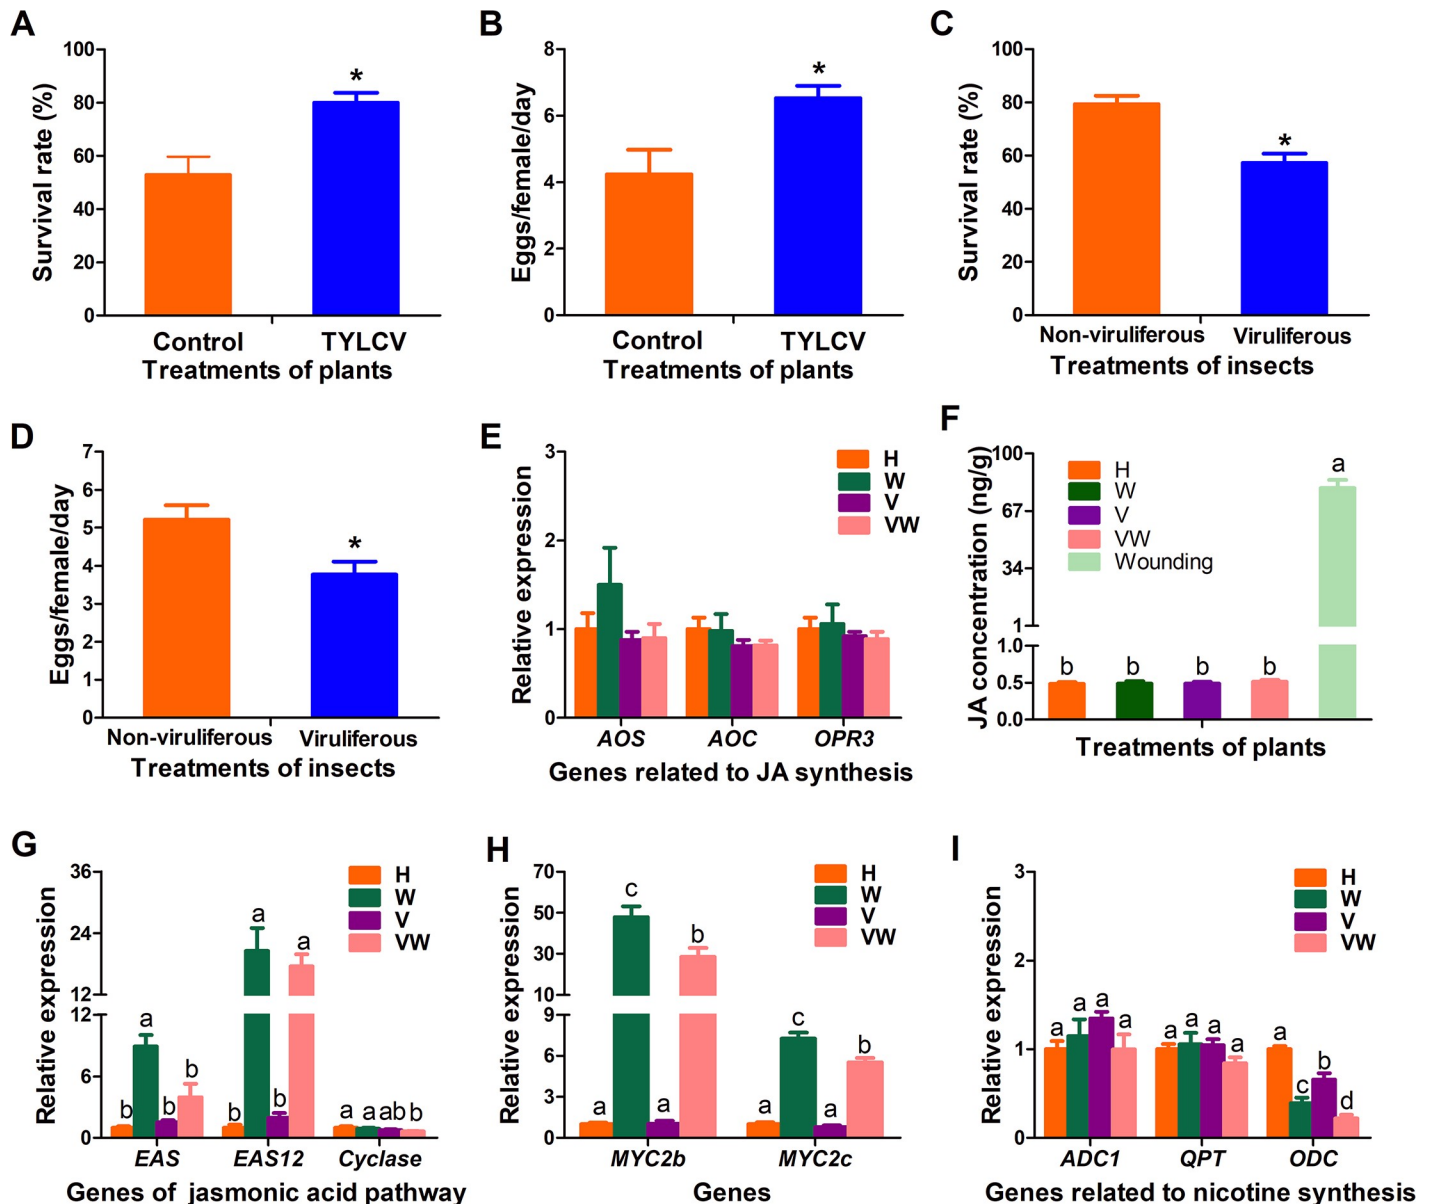 A
Survival rate (%)
100
80
60
40
20
0
*
Control
TYLCV
Treatments of plants
B
Eggs/female/day
8
6
4
2
0
*
Control
TYLCV
Treatments of plants
C
Survival rate (%)
100
80
60
40
20
0
*
Non-viruliferous
Viruliferous
Treatments of insects
D
Eggs/female/day
7
6
5
4
3
2
1
0
*
Non-viruliferous
Viruliferous
Treatments of insects
E
Relative expression
3
2
1
0
H
W
V
VW
AOS
AOC
OPR3
Genes related to JA synthesis
F
JA concentration (ng/g)
100
67
34
1
1.0
0.5
0.0
H
W
V
VW
Wounding
b
b
b
b
a
Treatments of plants
G
Relative expression
36
24
12
12
6
0
H
W
V
VW
b
a
b
b
b
a
b
a
a
a
ab
b
EAS
EAS12
Cyclase
Genes of jasmonic acid pathway
H
Relative expression
70
50
30
10
9
6
3
0
H
W
V
VW
a
c
a
b
a
c
a
b
MYC2b
MYC2c
Genes
I
Relative expression
3
2
1
0
H
W
V
VW
a
a
a
a
a
a
a
a
a
c
b
d
ADC1
QPT
ODC
Genes related to nicotine synthesis